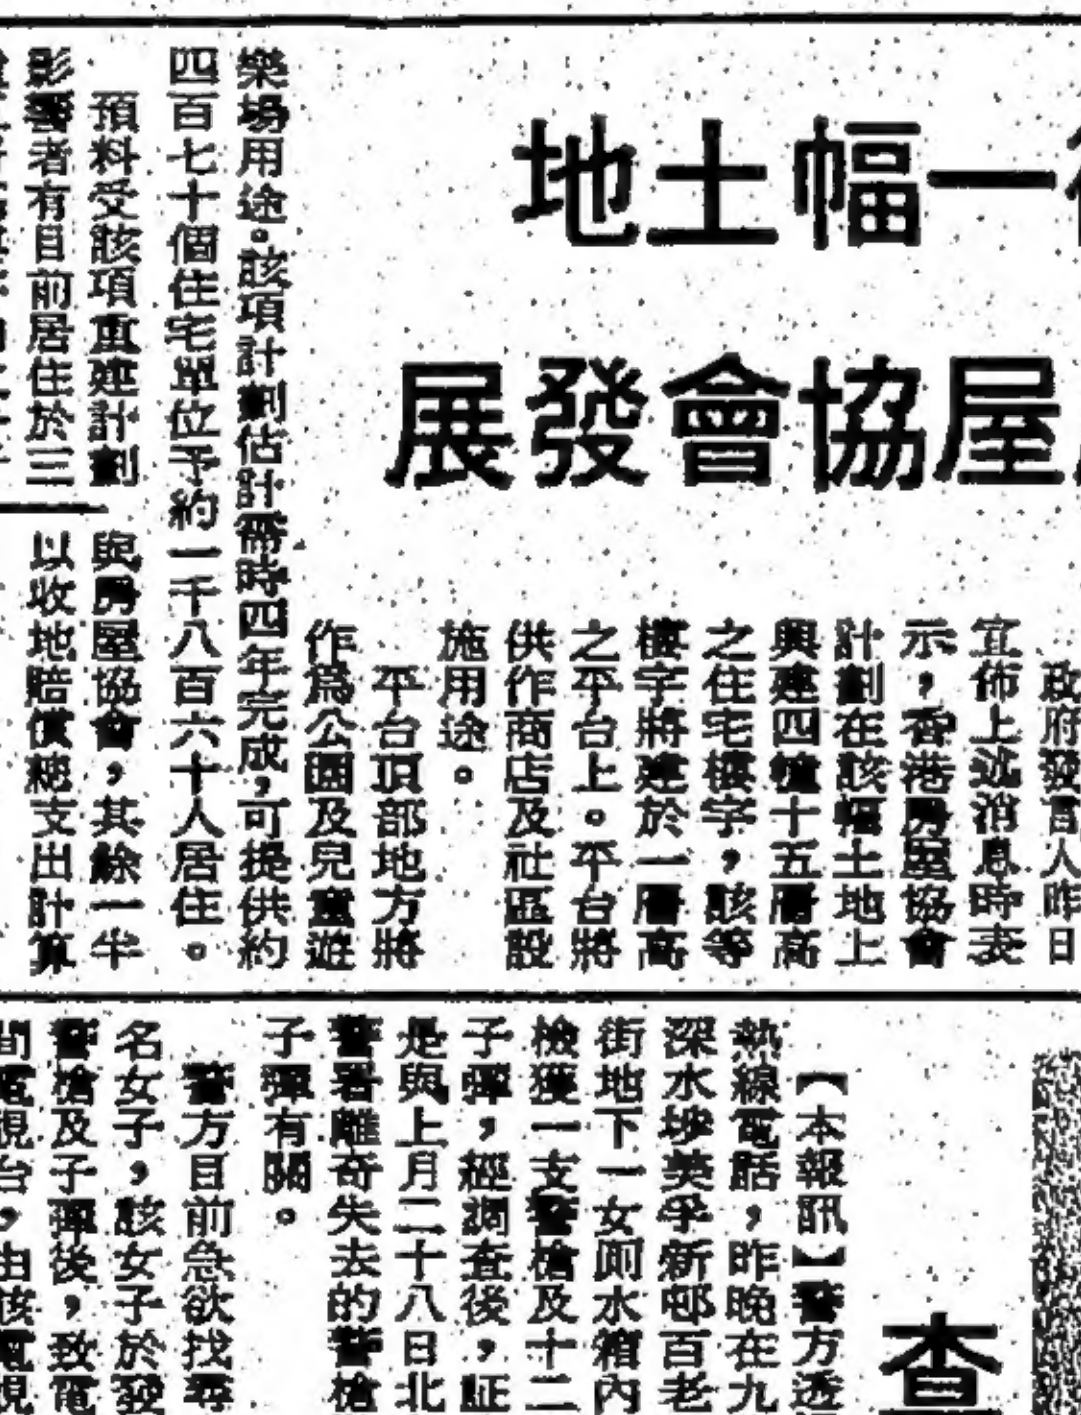 一幅土地
屋協會發展
政府發言人昨日
宣佈上述消息時表
示，香港房屋協會
計劃在該幅土地上
興建四幢十五層高
之住宅樓宇，該等
樓宇將建於一層高
之平台上。平台將
供作商店及社區設
施用途。
平台頂部地方將
作為公園及兒童遊
樂場用途。該項計劃估計需時四年完成，可提供約
四百七十個住宅單位予約一千八百六十人居住。
預料受該項重建計劃
影響者有目前居住於三
與房屋協會，其餘一半
以收地賠償總支出計算
查
【本報訊】警方透
熱線電話，昨晚在九
深水埗美孚新邨百老
街地下一女厠水箱內
檢獲一支警槍及十二
子彈，經調查後，証
是與上月二十八日北
警署離奇失去的警槍
子彈有關。
警方目前急欲找尋
名女子，該女子於發
警槍及子彈後，致電
間電視台，由該電視